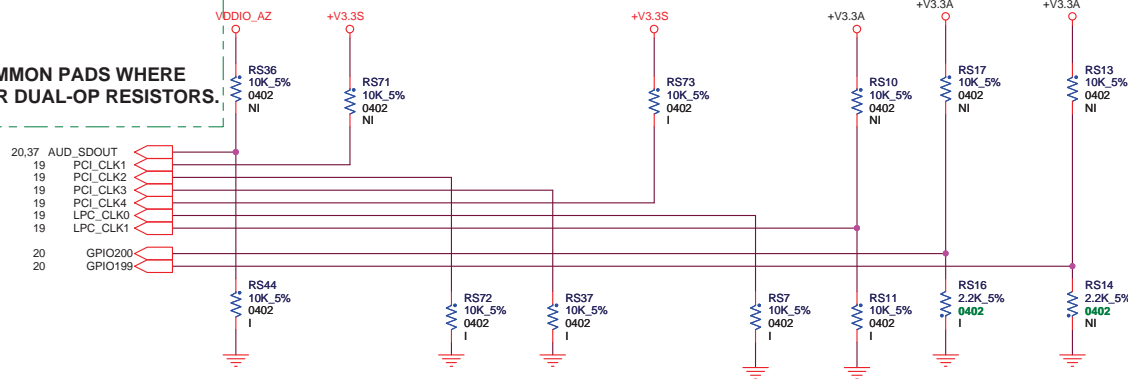 VDDIO_AZ +V3.3S +V3.3S +V3.3A +V3.3A +V3.3A
MMON PADS WHERE
R DUAL-OP RESISTORS.
RS36
10K_5%
0402
NI
RS71
10K_5%
0402
NI
RS73
10K_5%
0402
I
RS10
10K_5%
0402
NI
RS17
10K_5%
0402
NI
RS13
10K_5%
0402
NI
20,37 AUD_SDOUT
19 PCI_CLK1
19 PCI_CLK2
19 PCI_CLK3
19 PCI_CLK4
19 LPC_CLK0
19 LPC_CLK1
20 GPIO200
20 GPIO199
RS44
10K_5%
0402
I
RS72
10K_5%
0402
I
RS37
10K_5%
0402
I
RS7
10K_5%
0402
I
RS11
10K_5%
0402
I
RS16
2.2K_5%
0402
I
RS14
2.2K_5%
0402
NI